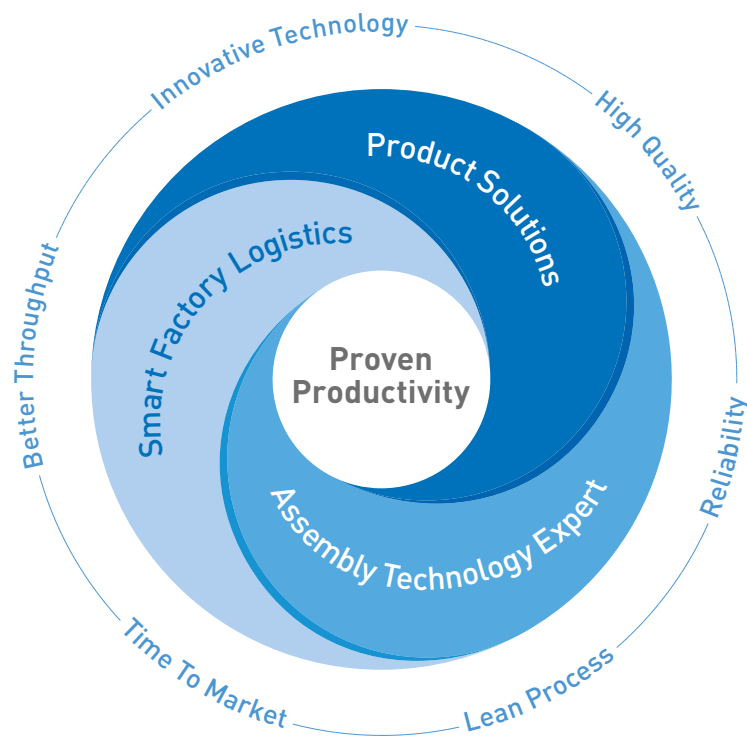 Innovative Technology
High Quality
Reliability
Lean Process
Time To Market
Better Throughput
Product Solutions
Assembly Technology Expert
Smart Factory Logistics
Proven
Productivity